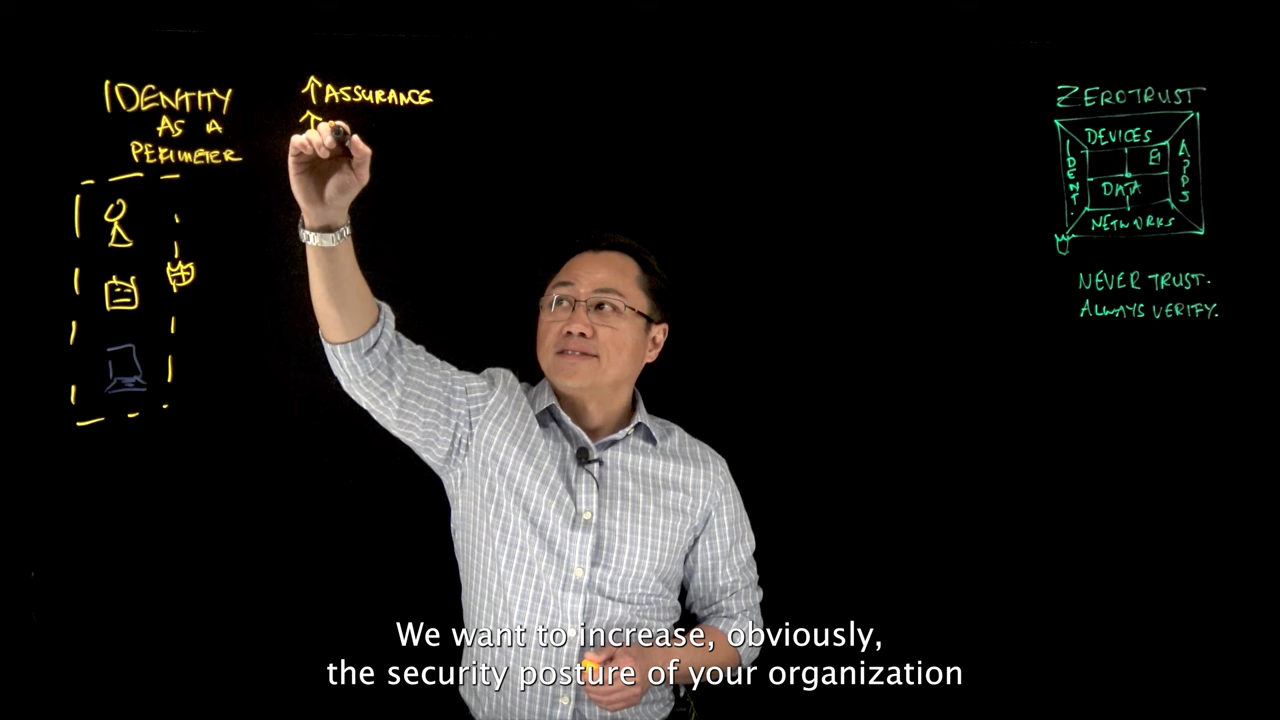 IDENTITY
AS A
PERIMETER
↑ ASSURANCE
↑
ZEROTRUST
DEVICES
IDENT.
APPS
DATA
NETWORKS
NEVER TRUST.
ALWAYS VERIFY.
We want to increase, obviously,
the security posture of your organization